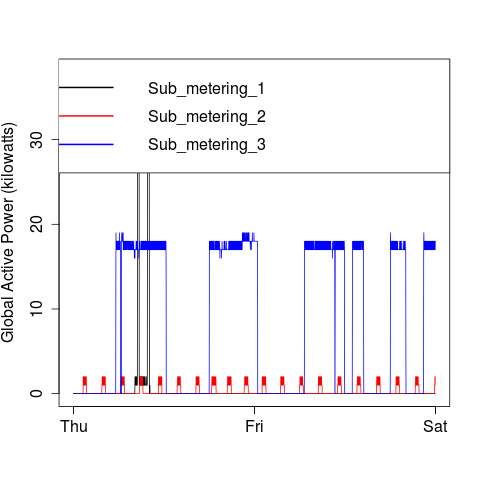 Sub_metering_1
Sub_metering_2
Sub_metering_3
Global Active Power (kilowatts)
30
20
10
0
Thu Fri Sat